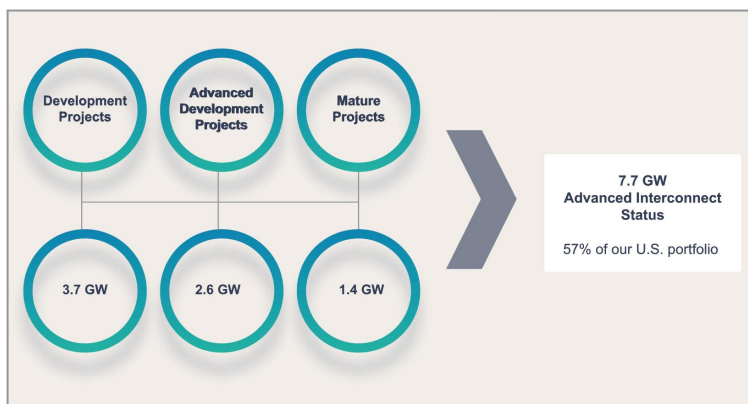 Development
Projects
Advanced
Development
Projects
Mature
Projects
3.7 GW
2.6 GW
1.4 GW
7.7 GW
Advanced Interconnect
Status
57% of our U.S. portfolio